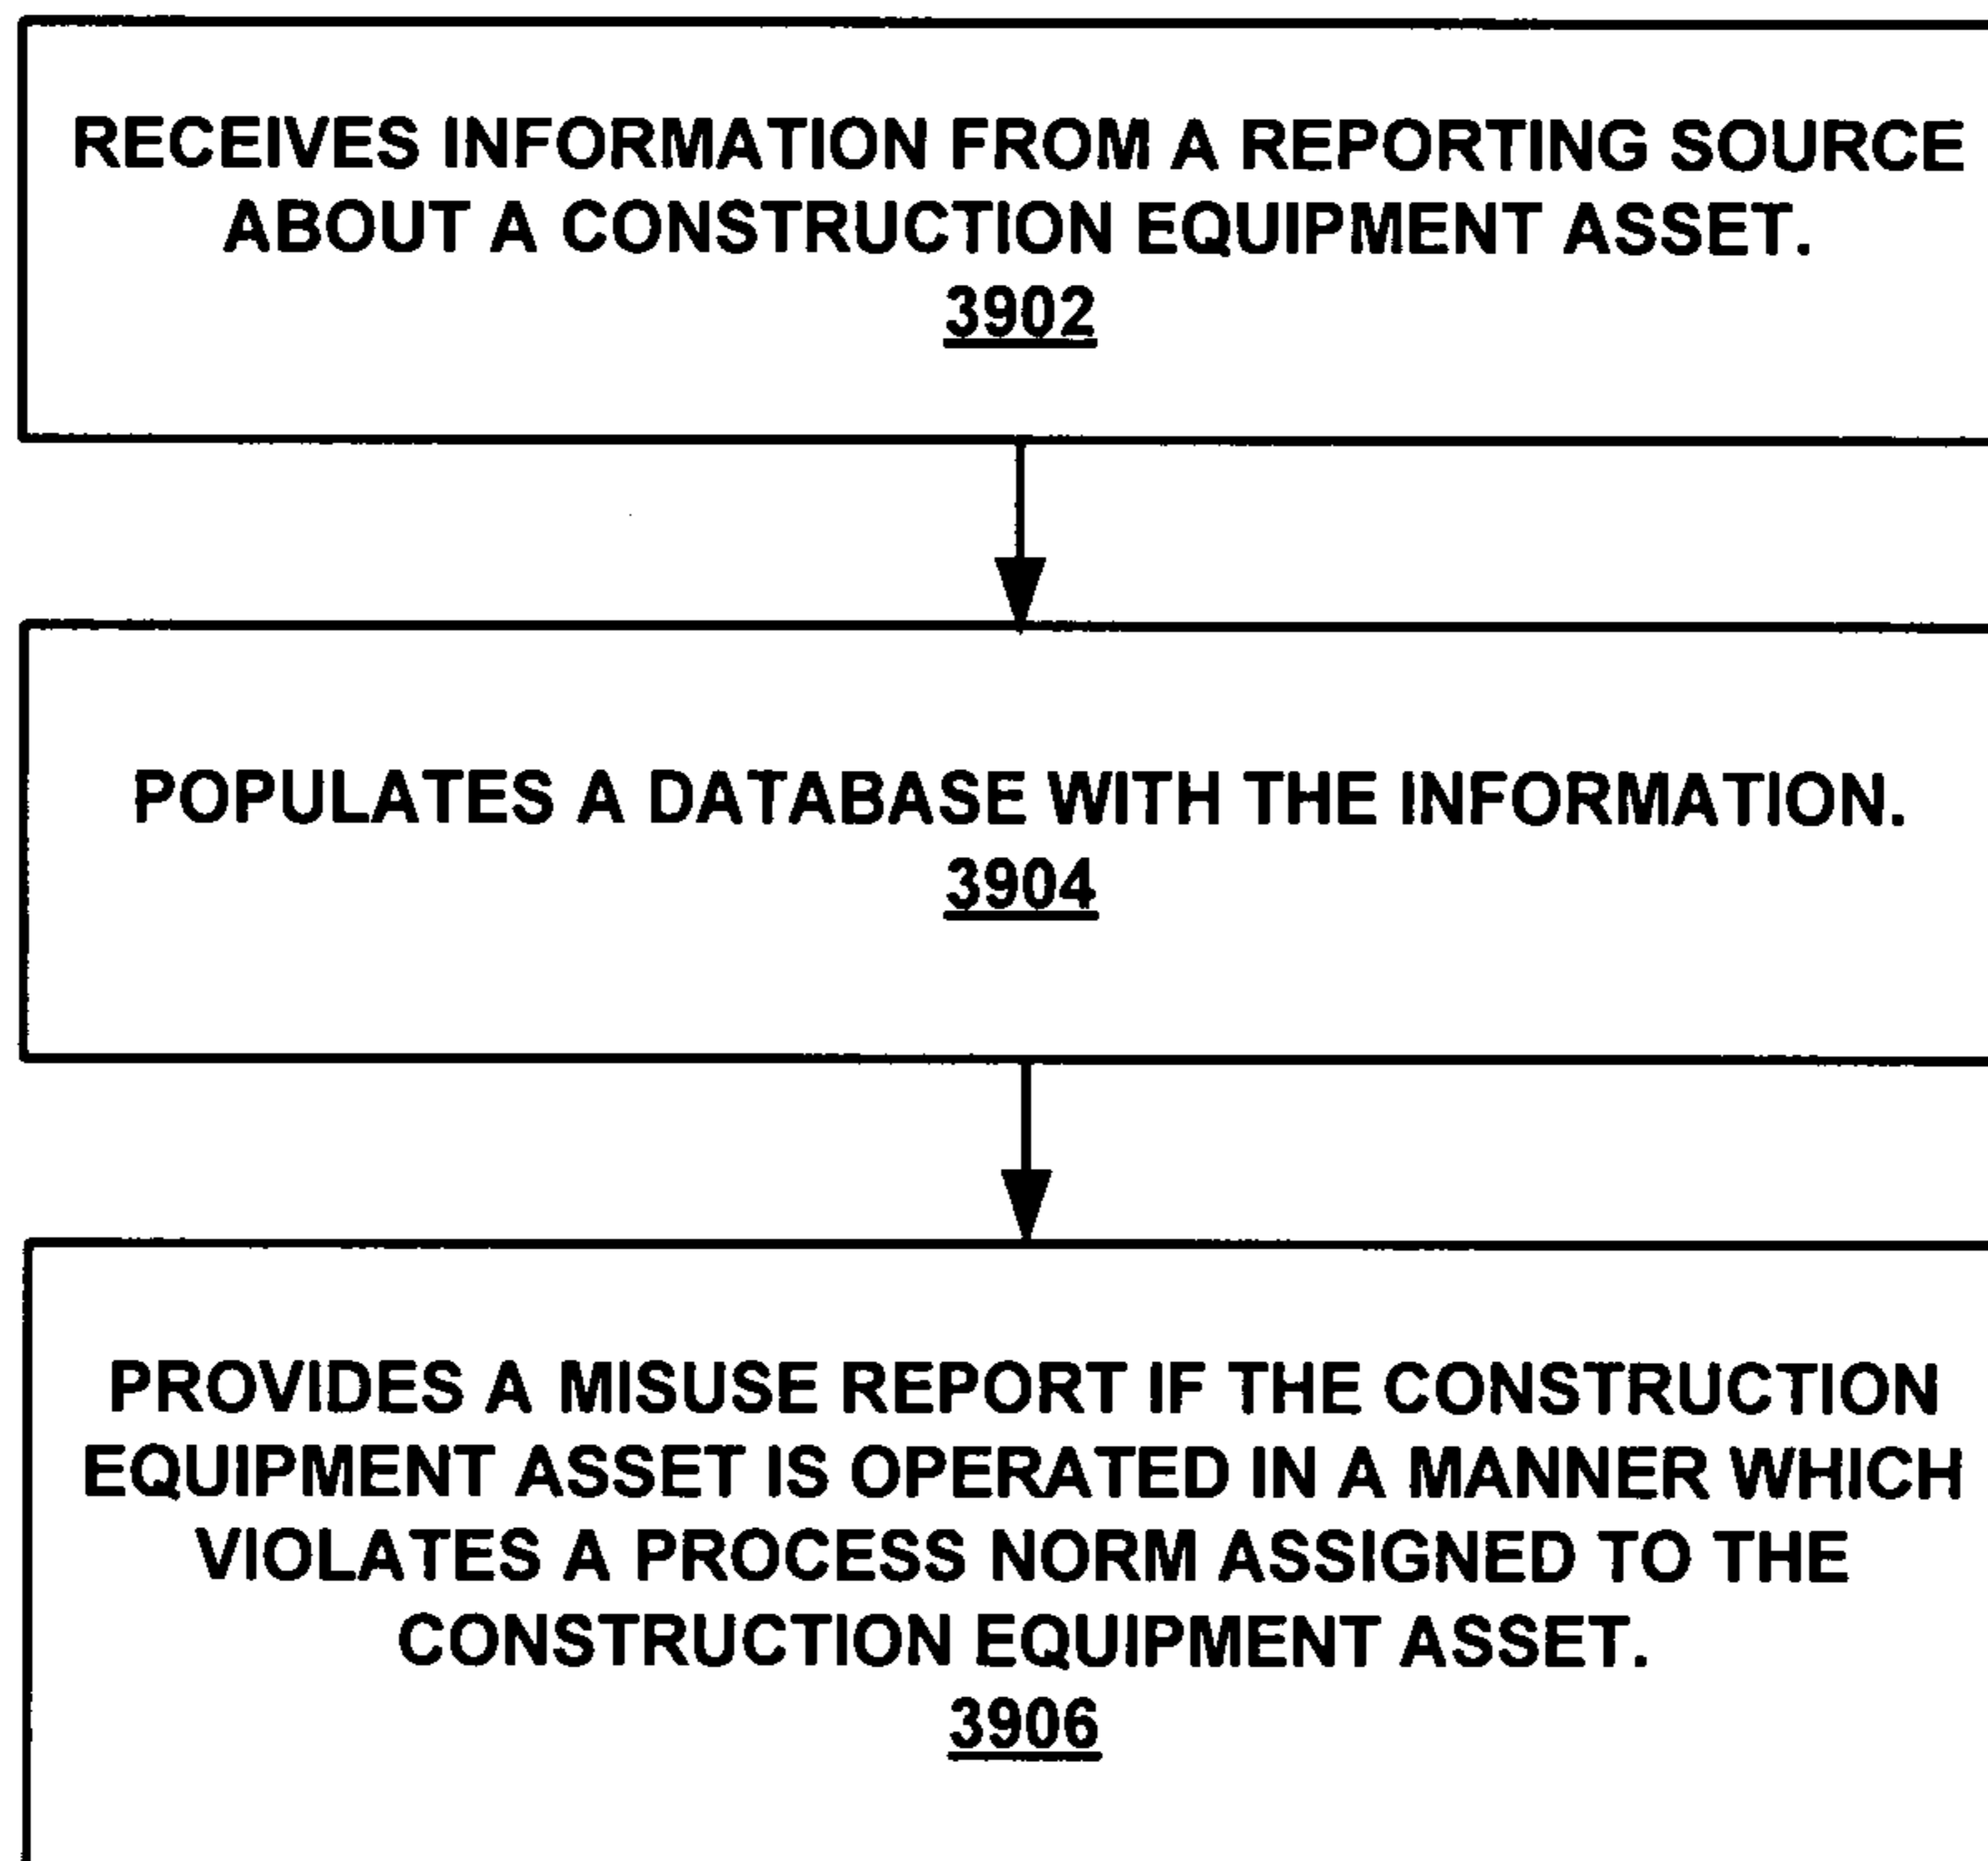 RECEIVES INFORMATION FROM A REPORTING SOURCE
ABOUT A CONSTRUCTION EQUIPMENT ASSET.
3902
POPULATES A DATABASE WITH THE INFORMATION.
3904
PROVIDES A MISUSE REPORT IF THE CONSTRUCTION
EQUIPMENT ASSET IS OPERATED IN A MANNER WHICH
VIOLATES A PROCESS NORM ASSIGNED TO THE
CONSTRUCTION EQUIPMENT ASSET.
3906